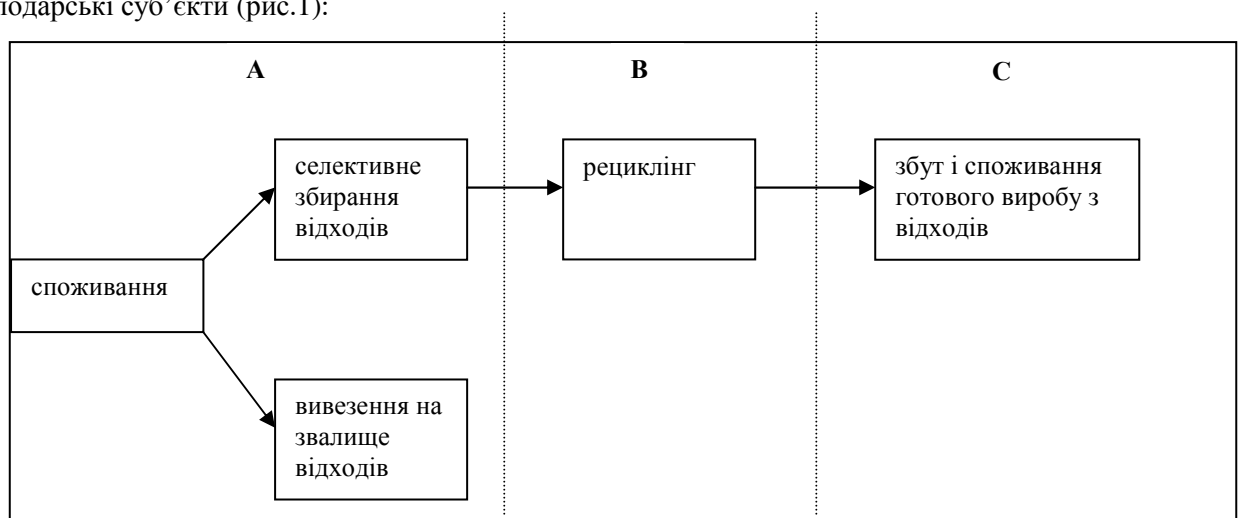 подарські суб’єкти (рис.1):
А
В
С
селективне
збирання
відходів
рециклінг
збут і споживання
готового виробу з
відходів
споживання
вивезення на
звалище
відходів